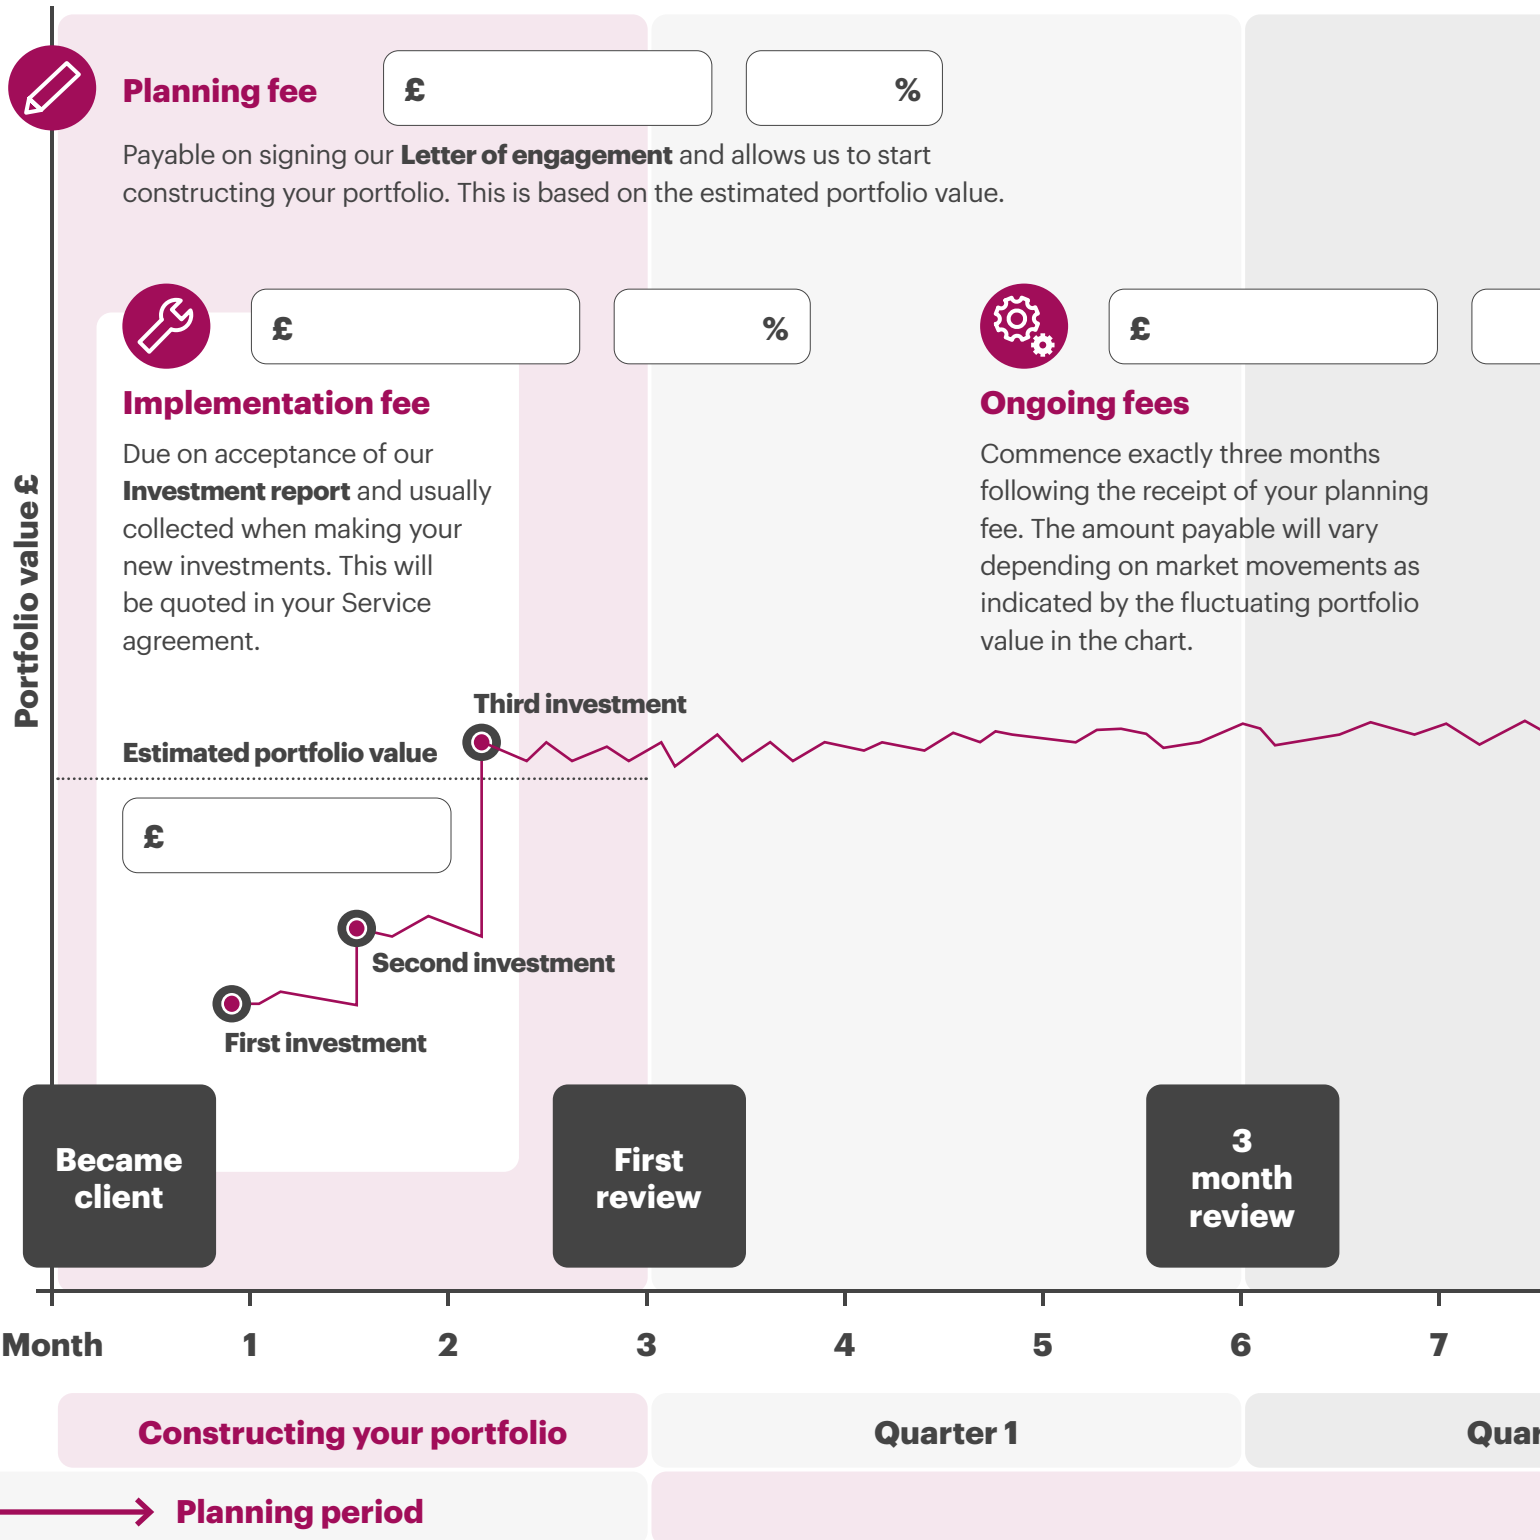 Planning fee
£
%
Payable on signing our Letter of engagement and allows us to start
constructing your portfolio. This is based on the estimated portfolio value.
£
%
Implementation fee
Due on acceptance of our
Investment report and usually
collected when making your
new investments. This will
be quoted in your Service
agreement.
£
Ongoing fees
Commence exactly three months
following the receipt of your planning
fee. The amount payable will vary
depending on market movements as
indicated by the fluctuating portfolio
value in the chart.
Portfolio value £
Third investment
Estimated portfolio value
£
Second investment
First investment
Became
client
First
review
3
month
review
Month 1 2 3 4 5 6 7
Constructing your portfolio
Quarter 1
Planning period